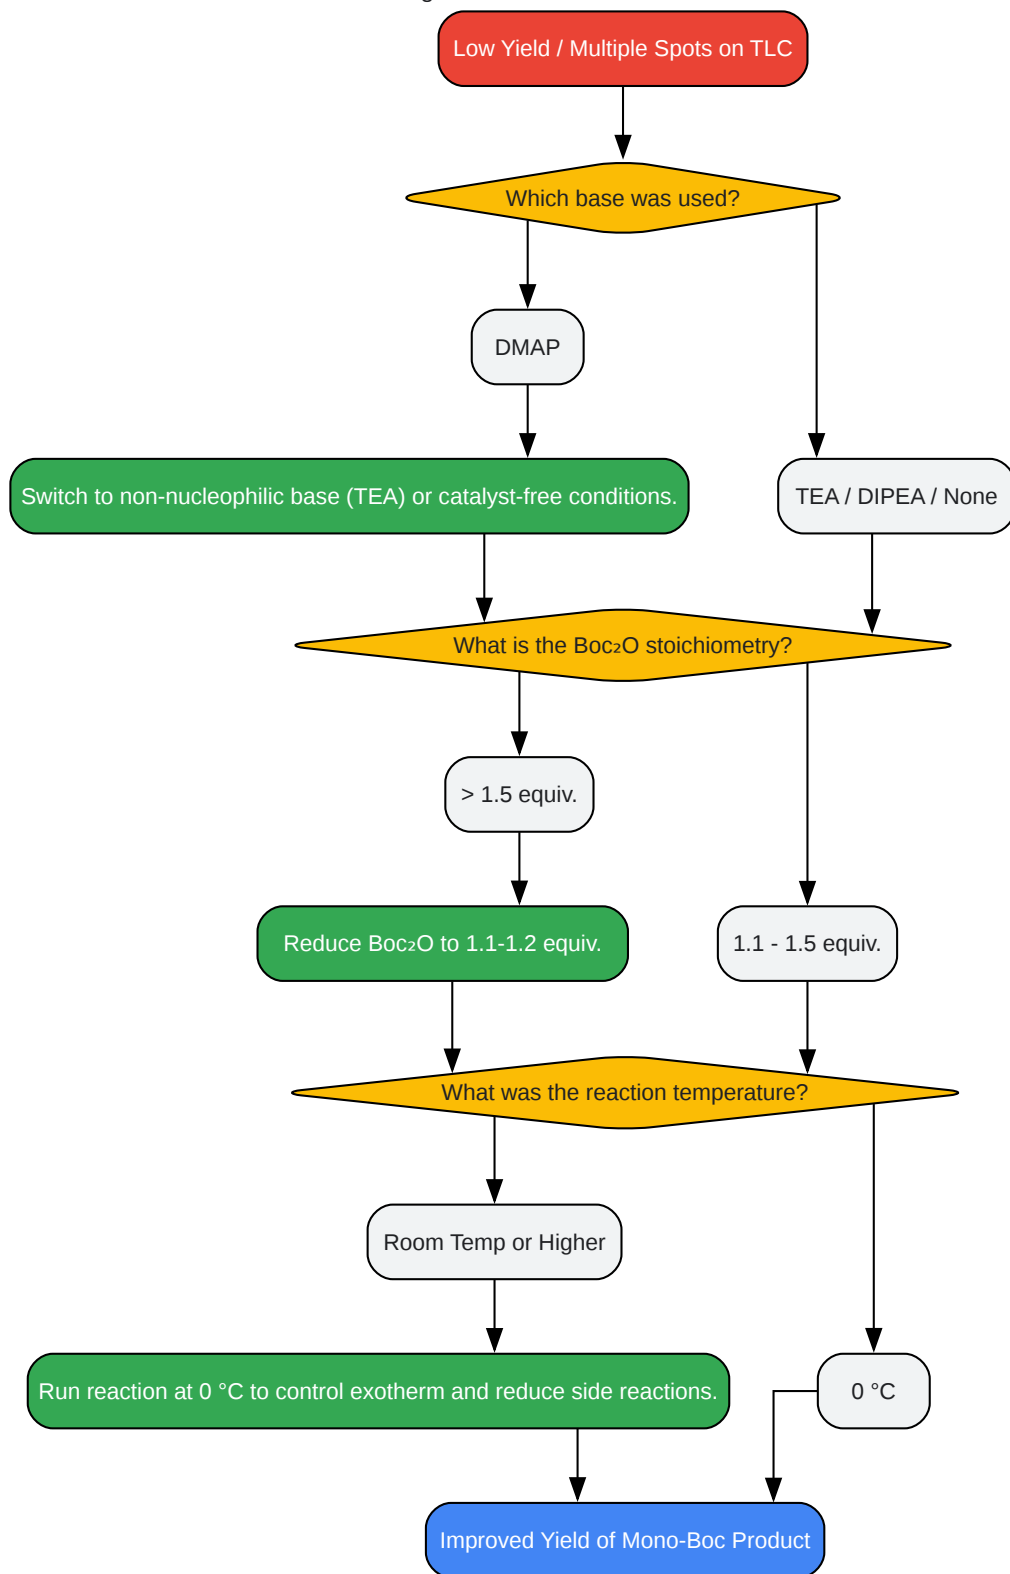 Low Yield / Multiple Spots on TLC
Which base was used?
DMAP
Switch to non-nucleophilic base (TEA) or catalyst-free conditions.
TEA / DIPEA / None
What is the Boc₂O stoichiometry?
> 1.5 equiv.
Reduce Boc₂O to 1.1-1.2 equiv.
1.1 - 1.5 equiv.
What was the reaction temperature?
Room Temp or Higher
Run reaction at 0 °C to control exotherm and reduce side reactions.
0 °C
Improved Yield of Mono-Boc Product